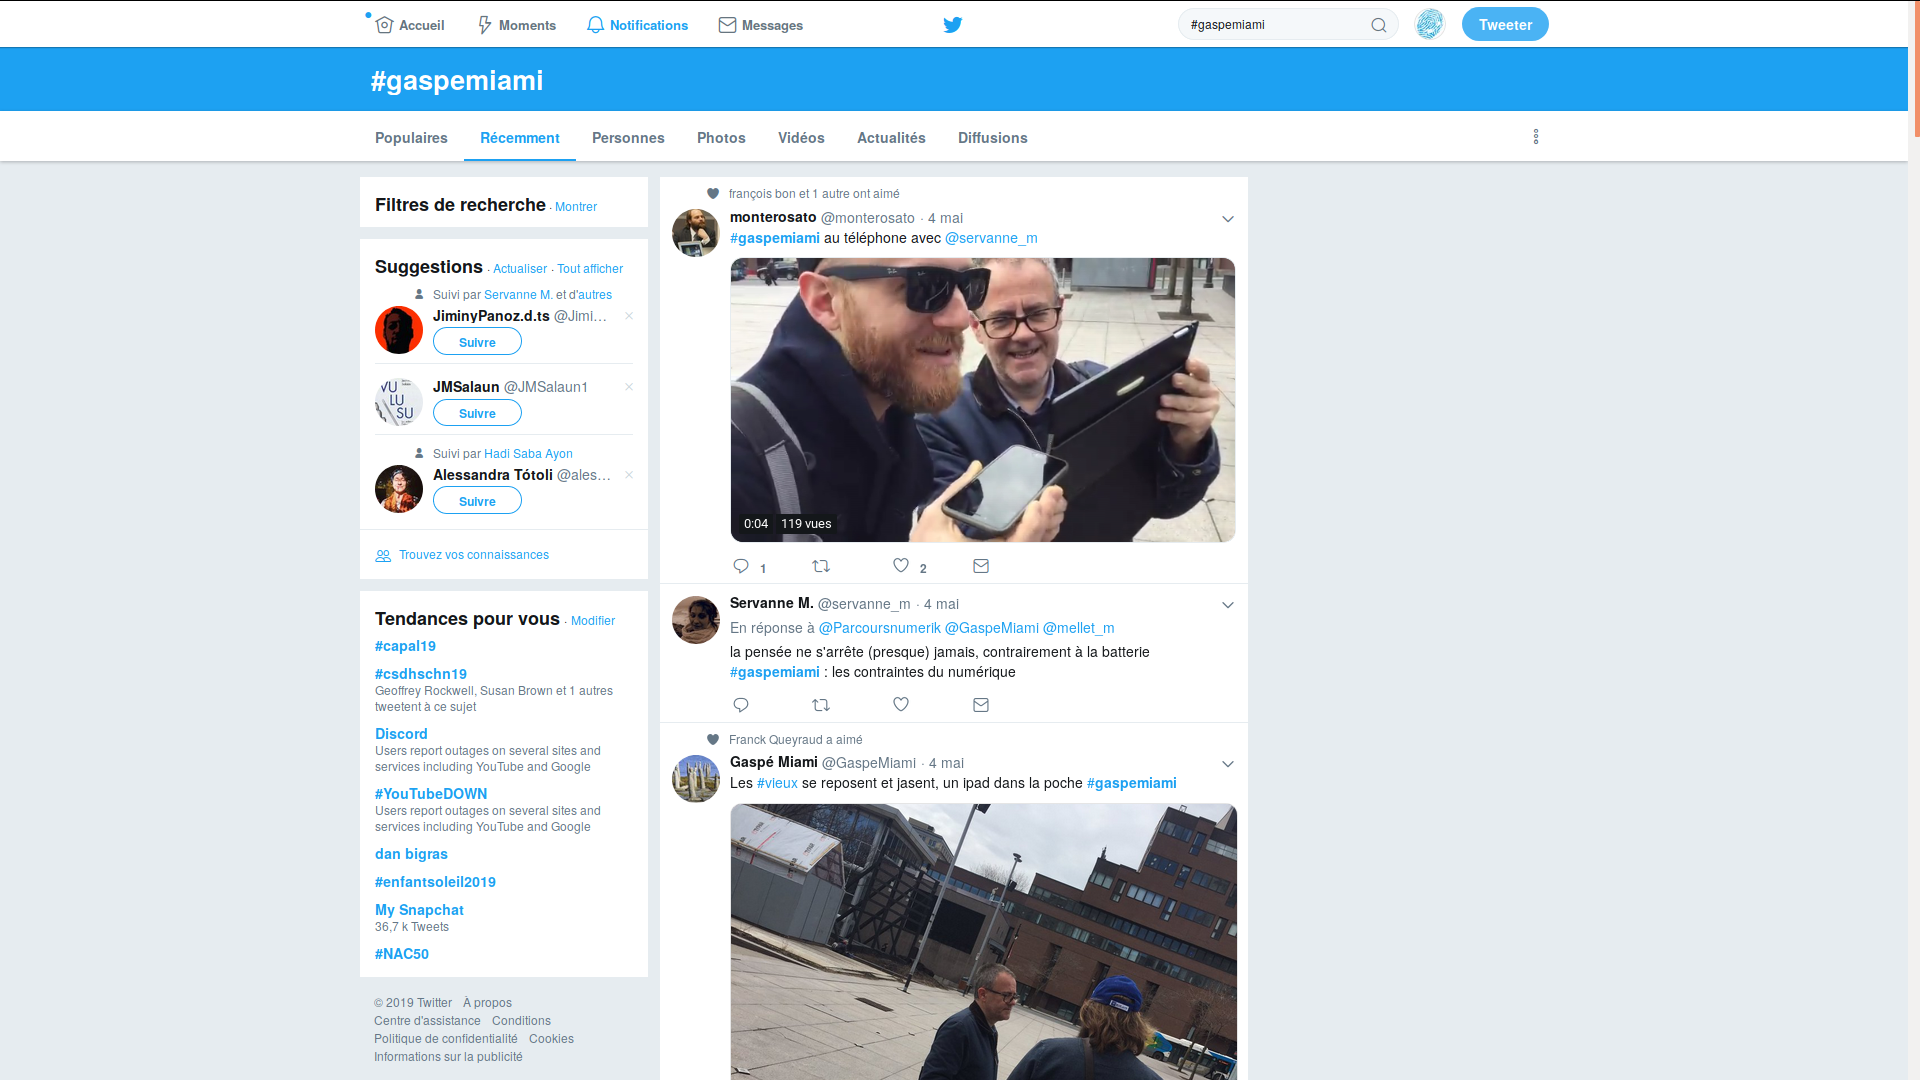 Accueil
Moments
Notifications
Messages
#gaspemiami
Tweeter
#gaspemiami
Populaires
Récemment
Personnes
Photos
Vidéos
Actualités
Diffusions
Filtres de recherche · Montrer
Suggestions · Actualiser · Tout afficher
Suivi par Servanne M. et d'autres
JiminyPanoz.d.ts @Jimi…
Suivre
JMSalaun @JMSalaun1
Suivre
Suivi par Hadi Saba Ayon
Alessandra Tótoli @ales…
Suivre
Trouvez vos connaissances
Tendances pour vous · Modifier
#capal19
#csdhschn19
Geoffrey Rockwell, Susan Brown et 1 autres
tweetent à ce sujet
Discord
Users report outages on several sites and
services including YouTube and Google
#YouTubeDOWN
Users report outages on several sites and
services including YouTube and Google
dan bigras
#enfantsoleil2019
My Snapchat
36,7 k Tweets
#NAC50
© 2019 Twitter À propos
Centre d'assistance Conditions
Politique de confidentialité Cookies
Informations sur la publicité
françois bon et 1 autre ont aimé
monterosato @monterosato · 4 mai
#gaspemiami au téléphone avec @servanne_m
0:04 119 vues
1
2
Servanne M. @servanne_m · 4 mai
En réponse à @Parcoursnumerik @GaspeMiami @mellet_m
la pensée ne s'arrête (presque) jamais, contrairement à la batterie
#gaspemiami : les contraintes du numérique
Franck Queyraud a aimé
Gaspé Miami @GaspeMiami · 4 mai
Les #vieux se reposent et jasent, un ipad dans la poche #gaspemiami
VU
LU
SU